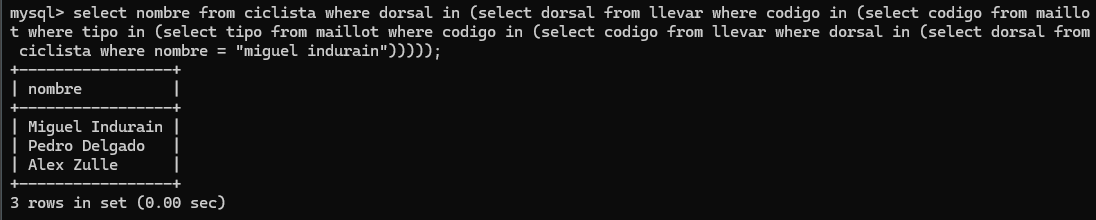 mysql> select nombre from ciclista where dorsal in (select dorsal from llevar where codigo in (select codigo from maillo
t where tipo in (select tipo from maillot where codigo in (select codigo from llevar where dorsal in (select dorsal from
 ciclista where nombre = "miguel indurain")))));
+-----------------+
| nombre          |
+-----------------+
| Miguel Indurain |
| Pedro Delgado   |
| Alex Zulle      |
+-----------------+
3 rows in set (0.00 sec)